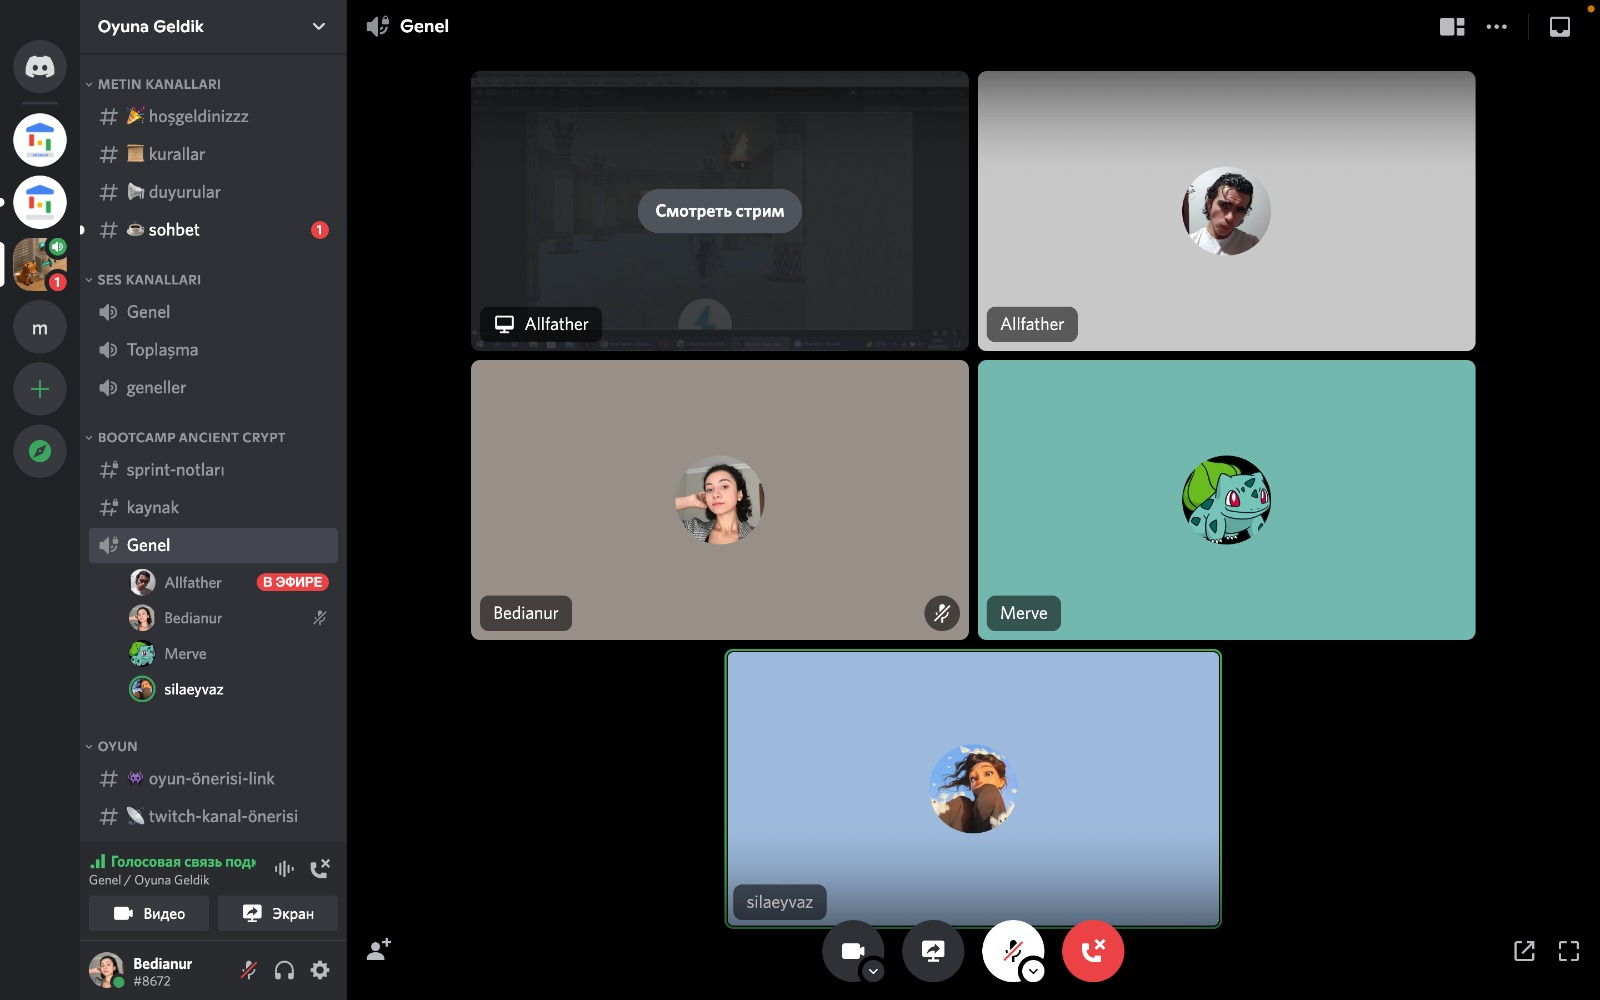 Oyuna Geldik
METIN KANALLARI
hoşgeldinizzz
kurallar
duyurular
sohbet
1
SES KANALLARI
Genel
Toplaşma
geneller
BOOTCAMP ANCIENT CRYPT
sprint-notları
kaynak
Genel
Allfather
В ЭФИРЕ
Bedianur
Merve
silaeyvaz
OYUN
oyun-önerisi-link
twitch-kanal-önerisi
Голосовая связь подк
Genel / Oyuna Geldik
Видео
Экран
Bedianur
#8672
1
m
Genel
Смотреть стрим
Allfather
Allfather
Bedianur
Merve
silaeyvaz